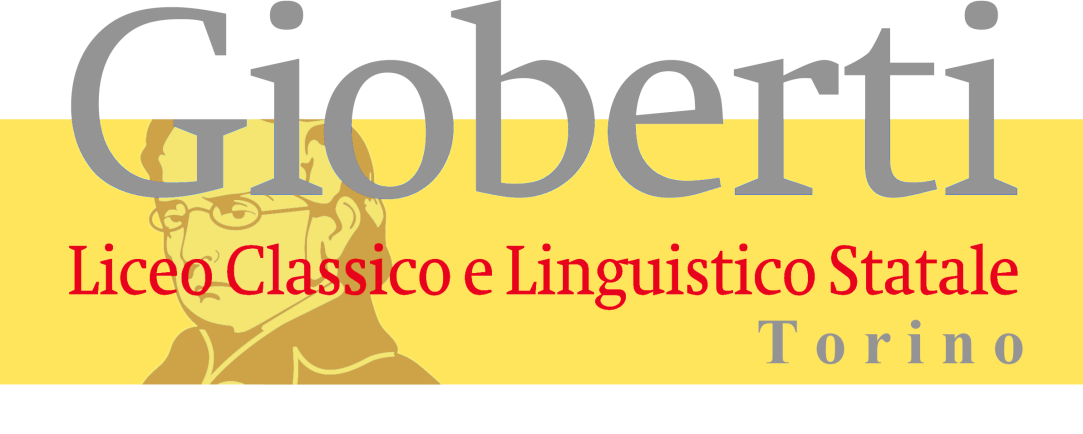 Gioberti
Liceo Classico e Linguistico Statale
Torino